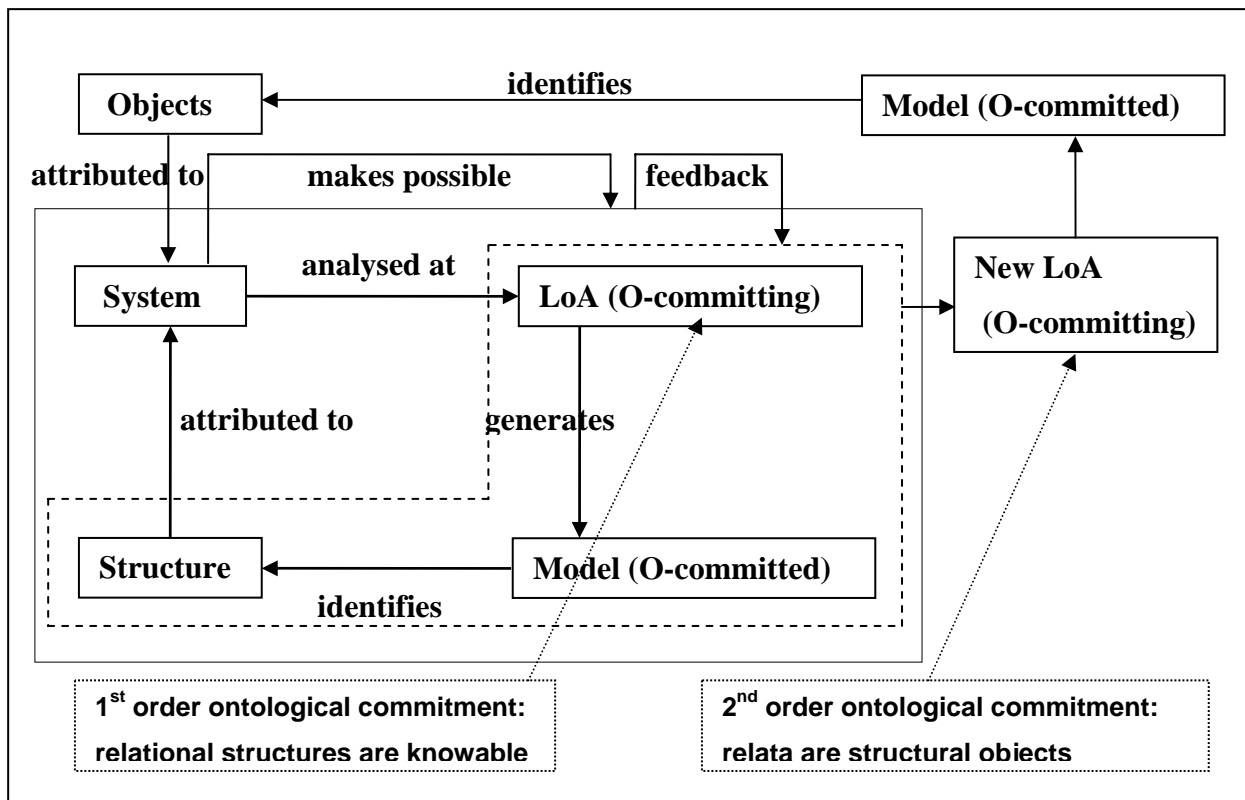 identifies
Objects
Model (O-committed)
attributed to
makes possible
feedback
System
analysed at
LoA (O-committing)
New LoA
(O-committing)
attributed to
generates
Structure
Model (O-committed)
identifies
1st order ontological commitment:
relational structures are knowable
2nd order ontological commitment:
relata are structural objects